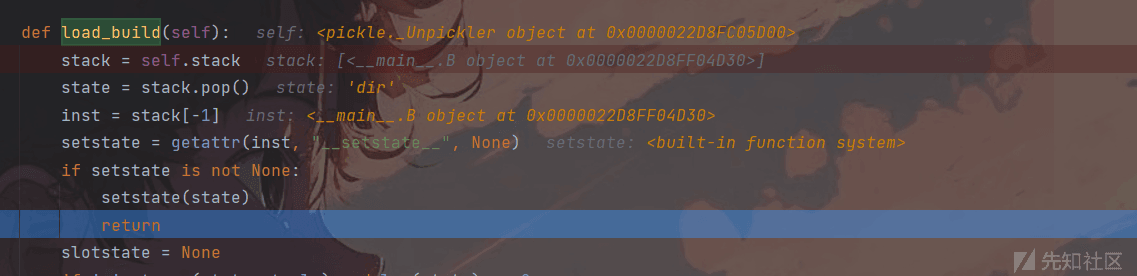 def load_build(self):  self: <pickle._Unpickler object at 0x0000022D8FC05D00>
stack = self.stack  stack: [<__main__.B object at 0x0000022D8FF04D30>]
state = stack.pop()  state: 'dir'
inst = stack[-1]  inst: <__main__.B object at 0x0000022D8FF04D30>
setstate = getattr(inst, "__setstate__", None)  setstate: <built-in function system>
if setstate is not None:
setstate(state)
return
slotstate = None
先知社区